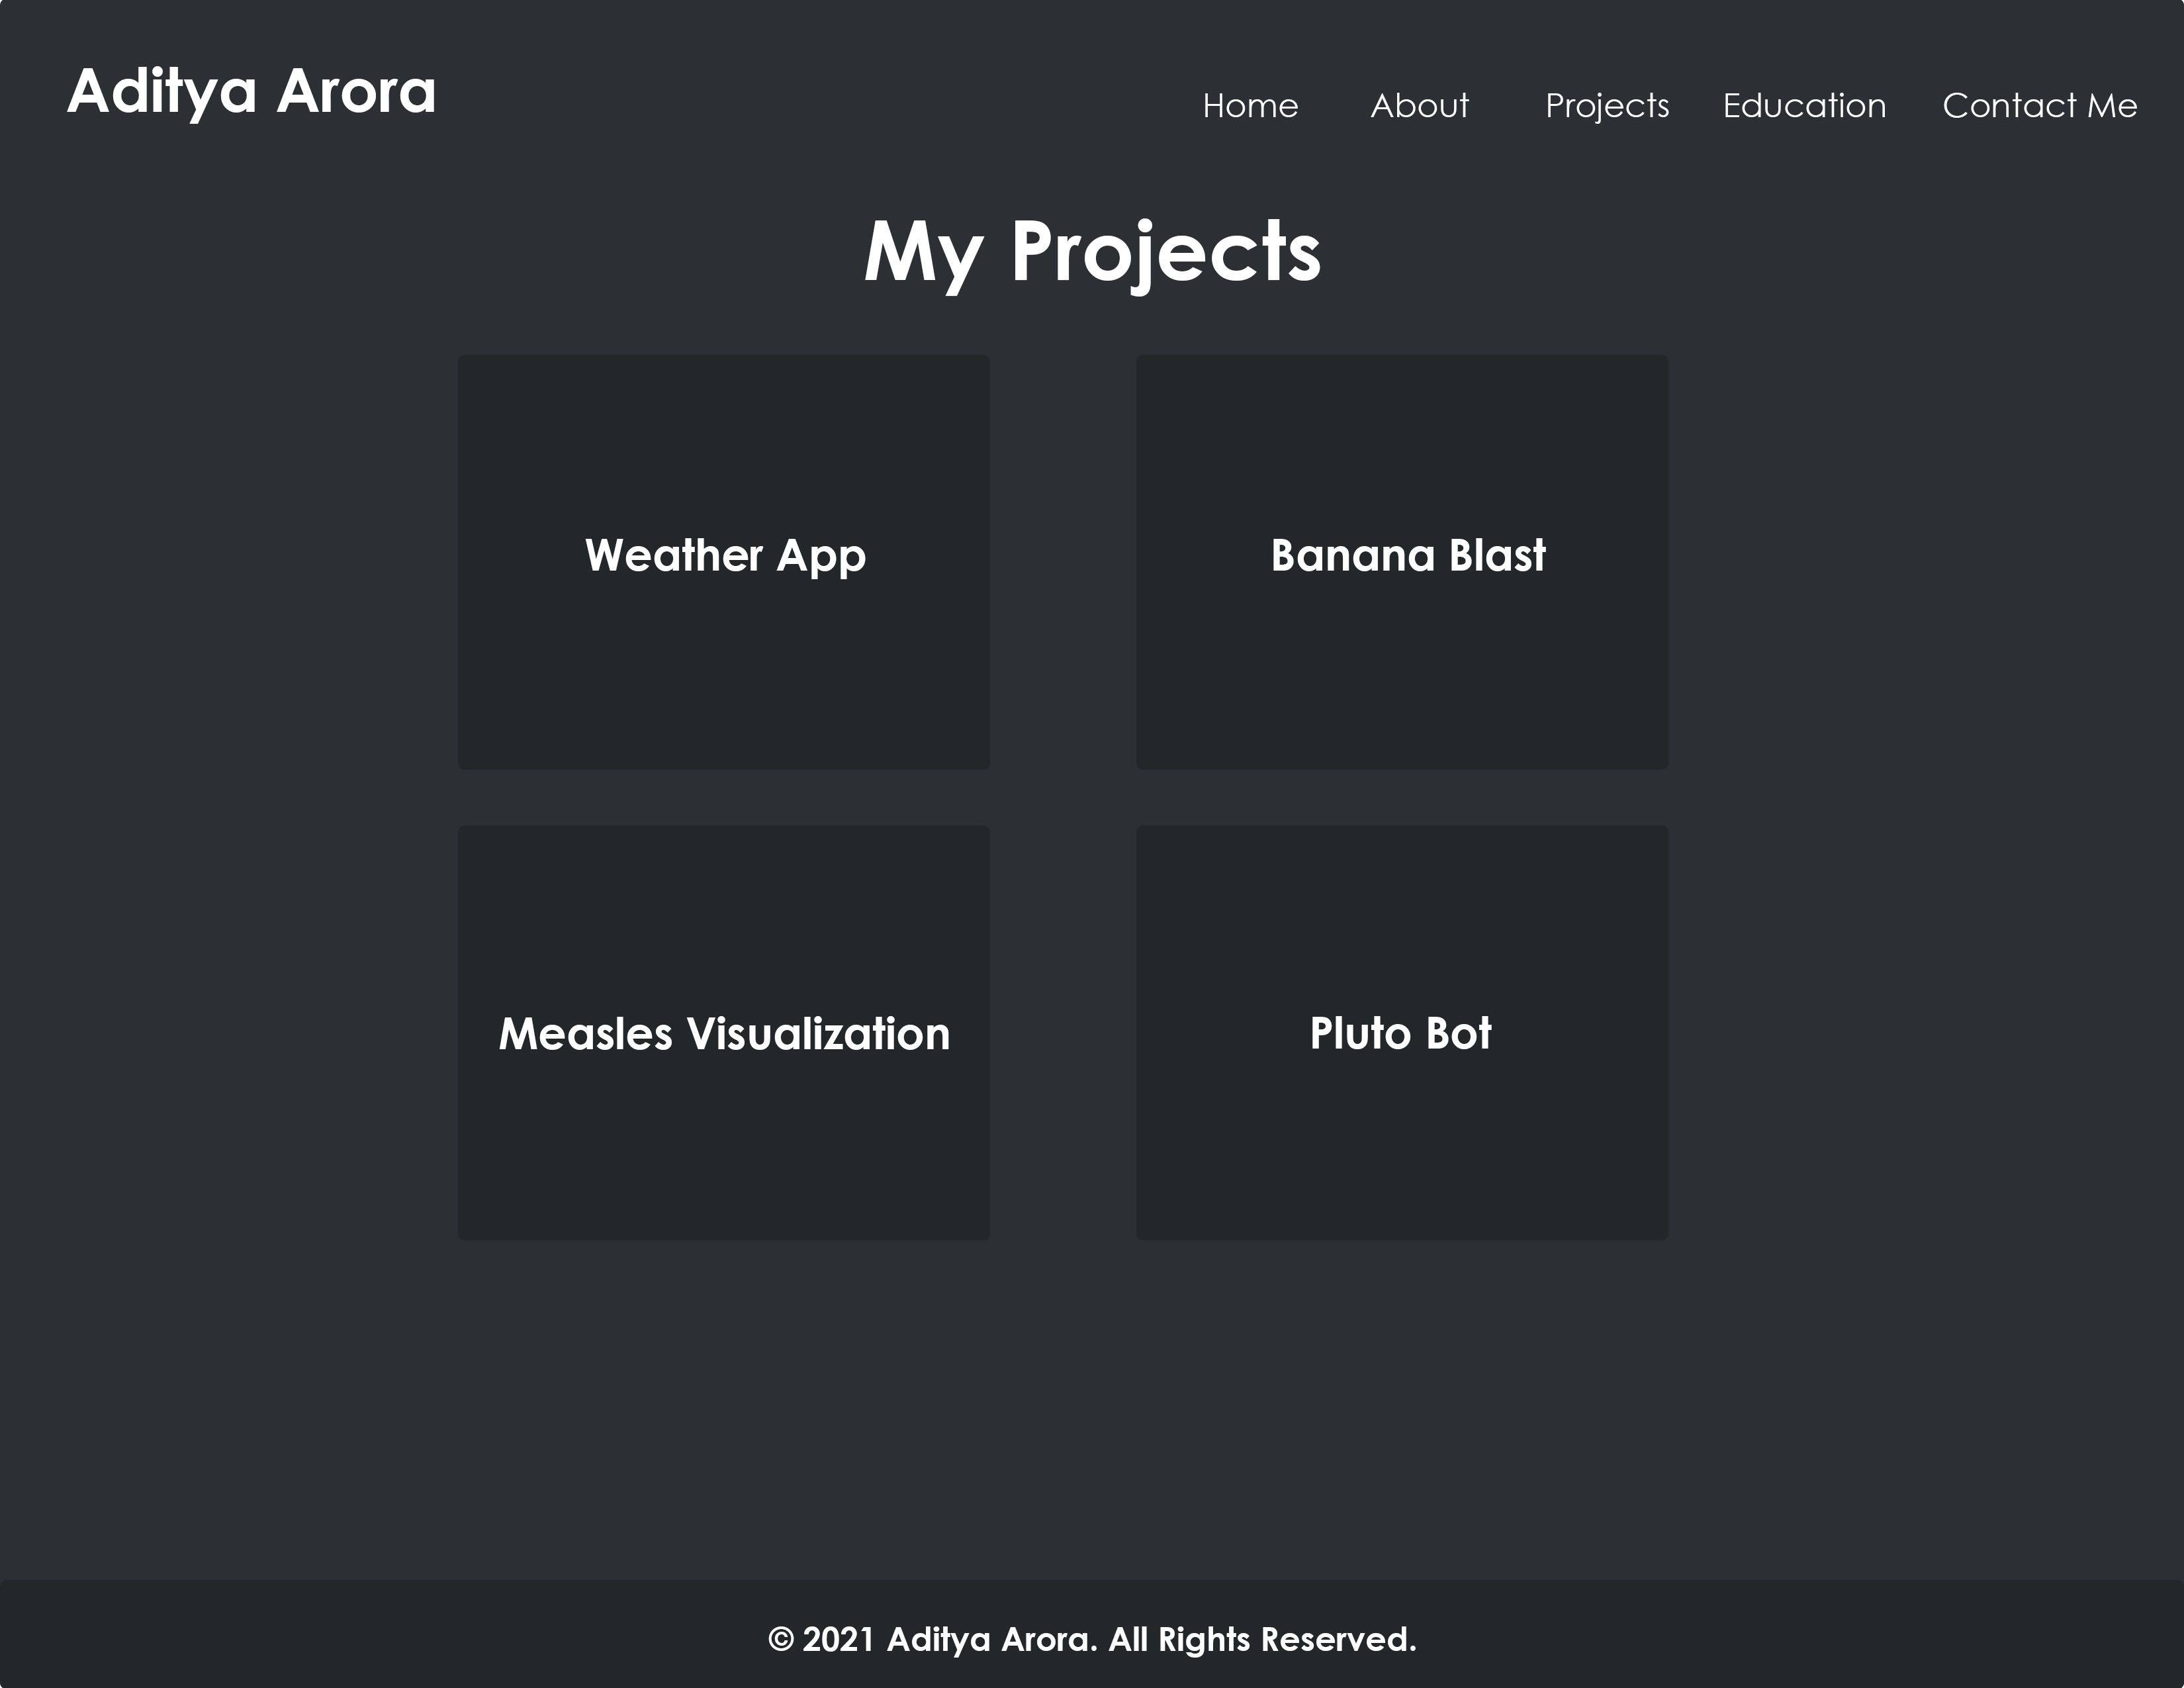 Aditya Arora
Home About Projects Education Contact Me
My Projects
Weather App
Banana Blast
Measles Visualization
Pluto Bot
© 2021 Aditya Arora. All Rights Reserved.